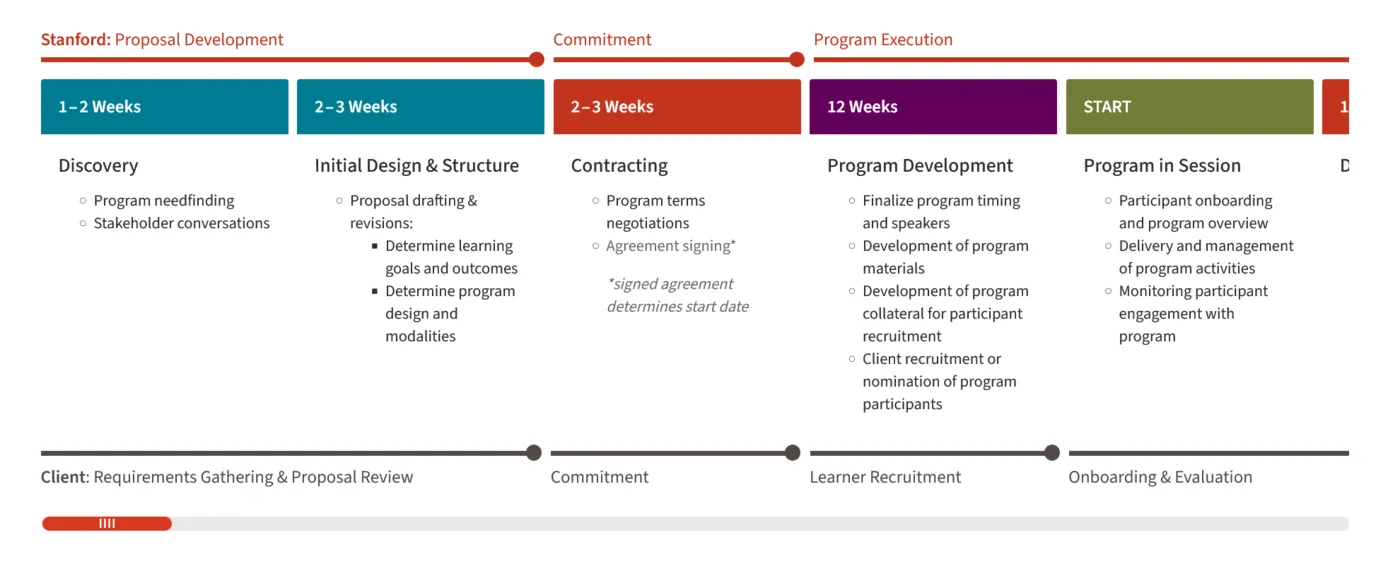 Stanford: Proposal Development
Commitment
Program Execution
1–2 Weeks
2–3 Weeks
2–3 Weeks
12 Weeks
START
1
Discovery
Program needfinding
Stakeholder conversations
Initial Design & Structure
Proposal drafting &
revisions:
Determine learning
goals and outcomes
Determine program
design and
modalities
Contracting
Program terms
negotiations
Agreement signing*
*signed agreement
determines start date
Program Development
Finalize program timing
and speakers
Development of program
materials
Development of program
collateral for participant
recruitment
Client recruitment or
nomination of program
participants
Program in Session
Participant onboarding
and program overview
Delivery and management
of program activities
Monitoring participant
engagement with
program
Client: Requirements Gathering & Proposal Review
Commitment
Learner Recruitment
Onboarding & Evaluation